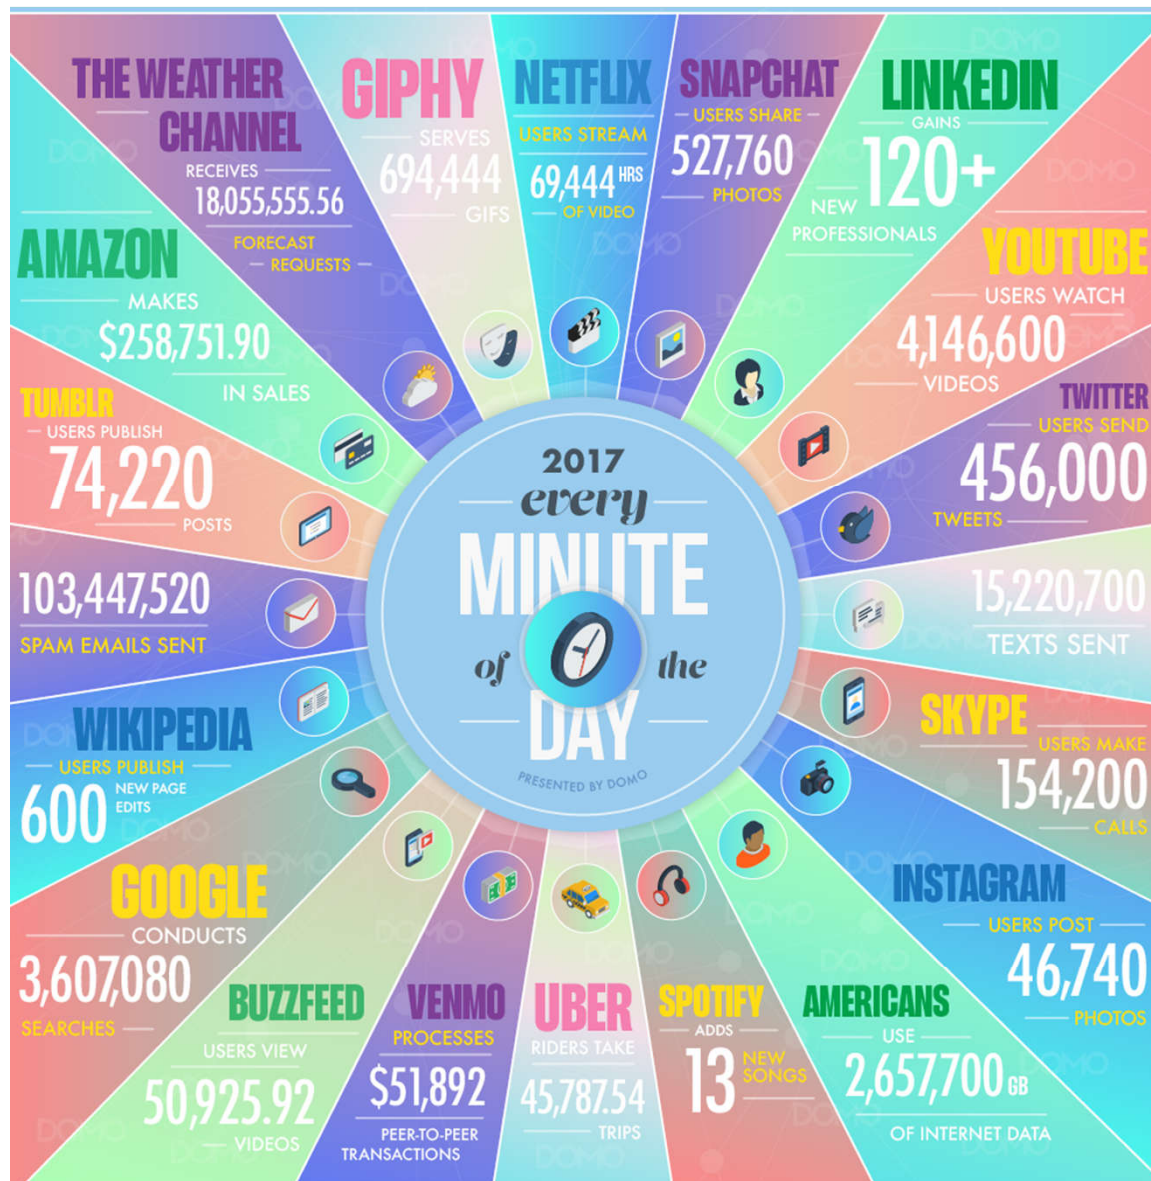 THE WEATHER
CHANNEL
RECEIVES
18,055,555.56
FORECAST
REQUESTS
GIPHY
SERVES
694,444
GIFS
NETFLIX
USERS STREAM
69,444 HRS
OF VIDEO
SNAPCHAT
USERS SHARE
527,760
PHOTOS
LINKEDIN
GAINS
120+
NEW
PROFESSIONALS
YOUTUBE
USERS WATCH
4,146,600
VIDEOS
TWITTER
USERS SEND
456,000
TWEETS
15,220,700
TEXTS SENT
SKYPE
USERS MAKE
154,200
CALLS
INSTAGRAM
USERS POST
46,740
PHOTOS
AMERICANS
USE
2,657,700 GB
OF INTERNET DATA
SPOTIFY
ADDS
13 NEW
SONGS
UBER
RIDERS TAKE
45,787.54
TRIPS
VENMO
PROCESSES
$51,892
PEER-TO-PEER
TRANSACTIONS
BUZZFEED
USERS VIEW
50,925.92
VIDEOS
GOOGLE
CONDUCTS
3,607,080
SEARCHES
WIKIPEDIA
USERS PUBLISH
600 NEW PAGE
EDITS
103,447,520
SPAM EMAILS SENT
TUMBLR
USERS PUBLISH
74,220
POSTS
AMAZON
MAKES
$258,751.90
IN SALES
2017
every
MINUTE
of the
DAY
PRESENTED BY DOMO